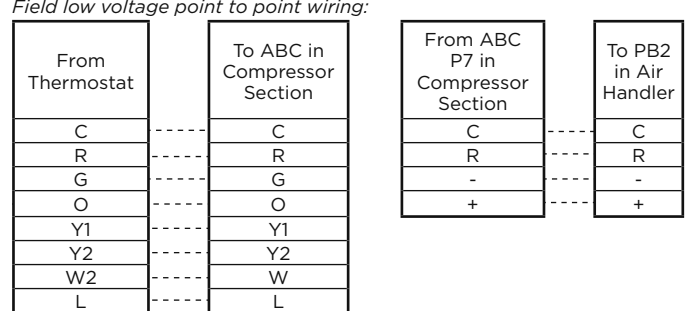 Field low voltage point to point wiring:
From
Thermostat
To ABC in
Compressor
Section
C
C
R
R
G
G
O
O
Y1
Y1
Y2
Y2
W2
W
L
L
From ABC
P7 in
Compressor
Section
To PB2
in Air
Handler
C
C
R
R
-
-
+
+